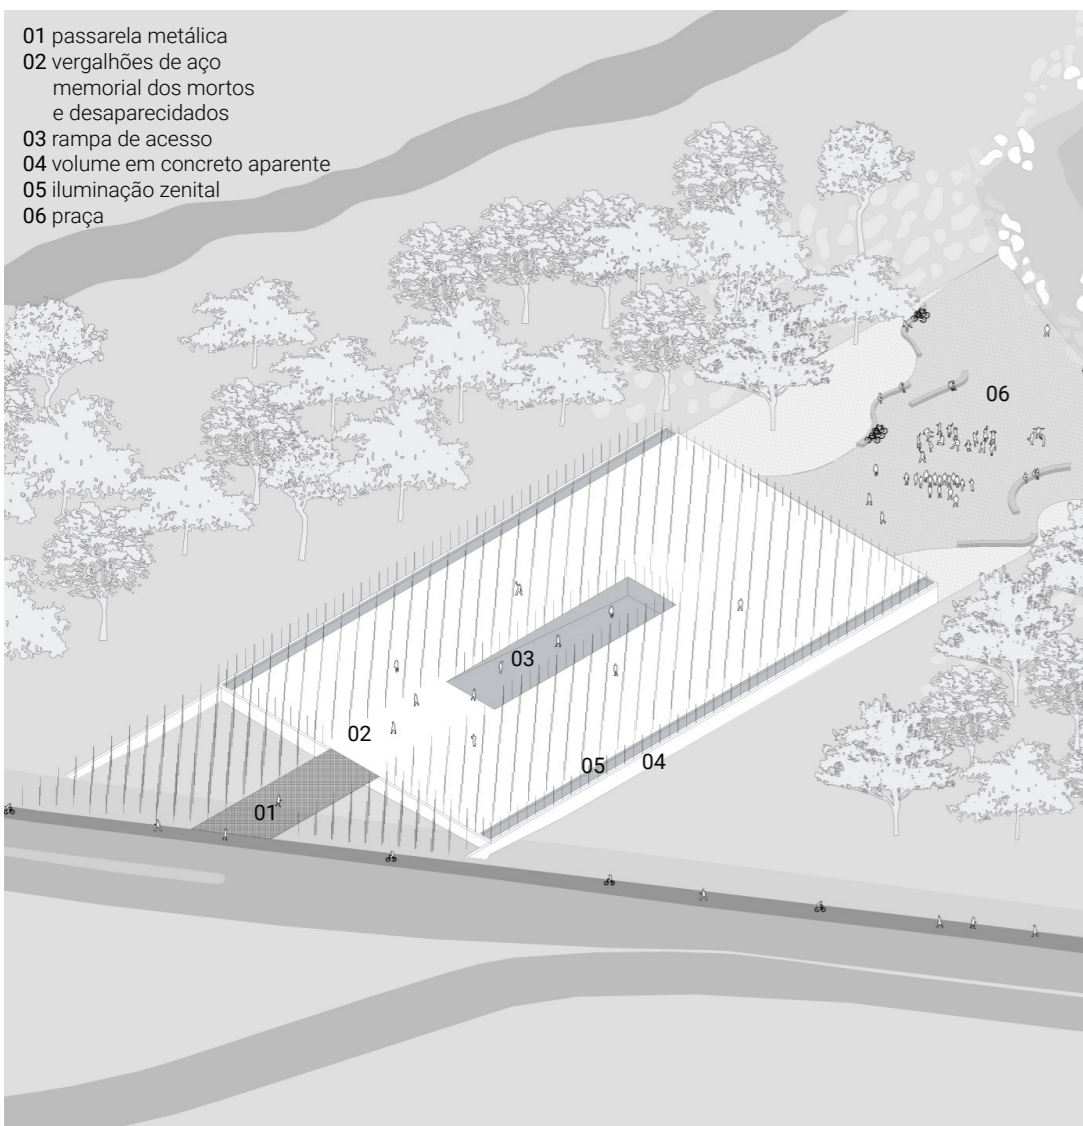 01 passarela metálica
02 vergalhões de aço
memorial dos mortos
e desaparecidos
03 rampa de acesso
04 volume em concreto aparente
05 iluminação zenital
06 praça
06
03
02
05
04
01